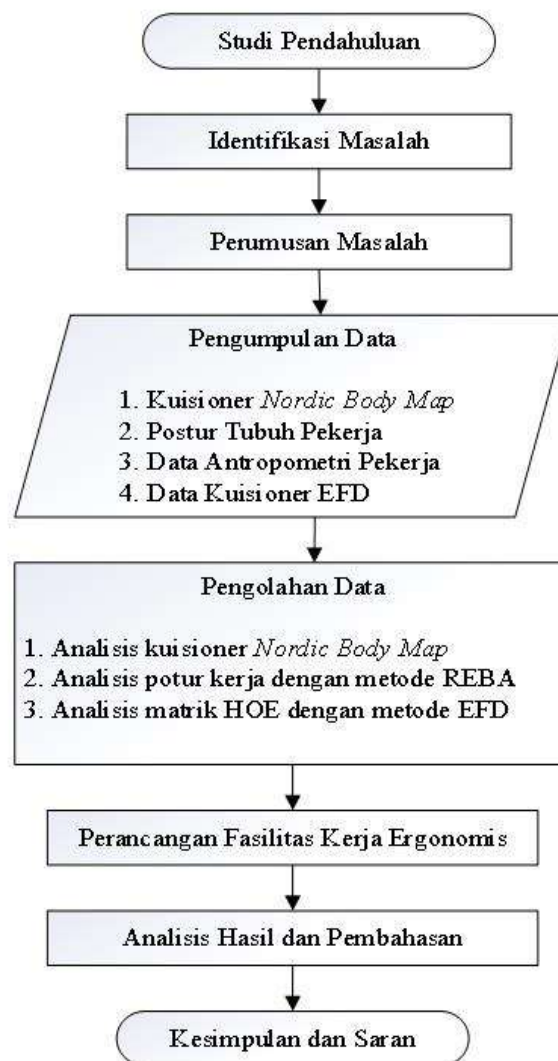 Studi Pendahuluan
Identifikasi Masalah
Perumusan Masalah
Pengumpulan Data
1. Kuisioner Nordic Body Map
2. Postur Tubuh Pekerja
3. Data Antropometri Pekerja
4. Data Kuisioner EFD
Pengolahan Data
1. Analisis kuisioner Nordic Body Map
2. Analisis potur kerja dengan metode REBA
3. Analisis matrik HOE dengan metode EFD
Perancangan Fasilitas Kerja Ergonomis
Analisis Hasil dan Pembahasan
Kesimpulan dan Saran